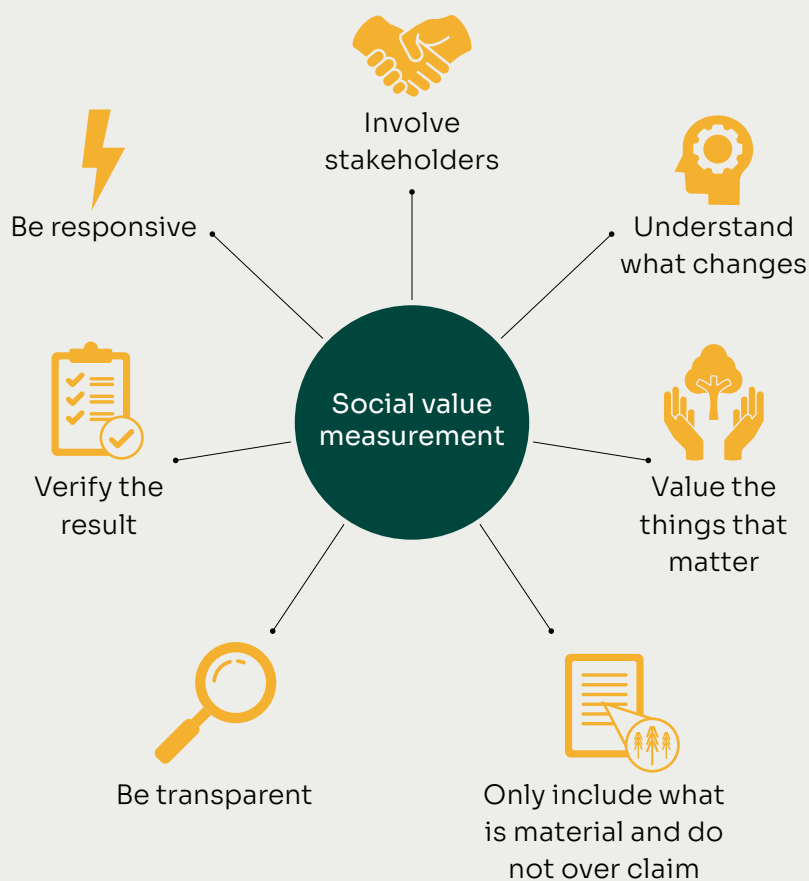 Involve
stakeholders
Understand
what changes
Value the
things that
matter
Only include what
is material and do
not over claim
Be transparent
Verify the
result
Be responsive
Social value
measurement